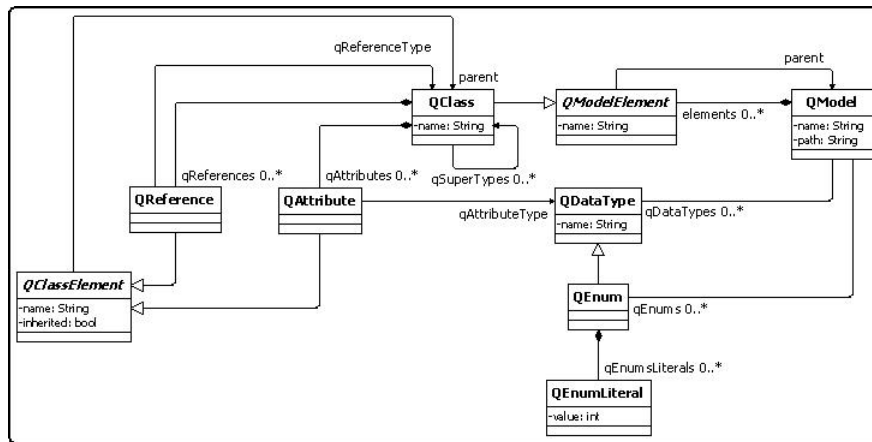 qReferenceType
parent
parent
QClass
-name: String
QModelElement
-name: String
elements 0..*
QModel
-name: String
-path: String
qReferences 0..*
qAttributes 0..*
qSuperTypes 0..*
QReference
QAttribute
qAttributeType
QDataType
-name: String
qDataTypes 0..*
QClassElement
-name: String
-inherited: bool
QEnum
qEnums 0..*
qEnumsLiterals 0..*
QEnumLiteral
-value: int